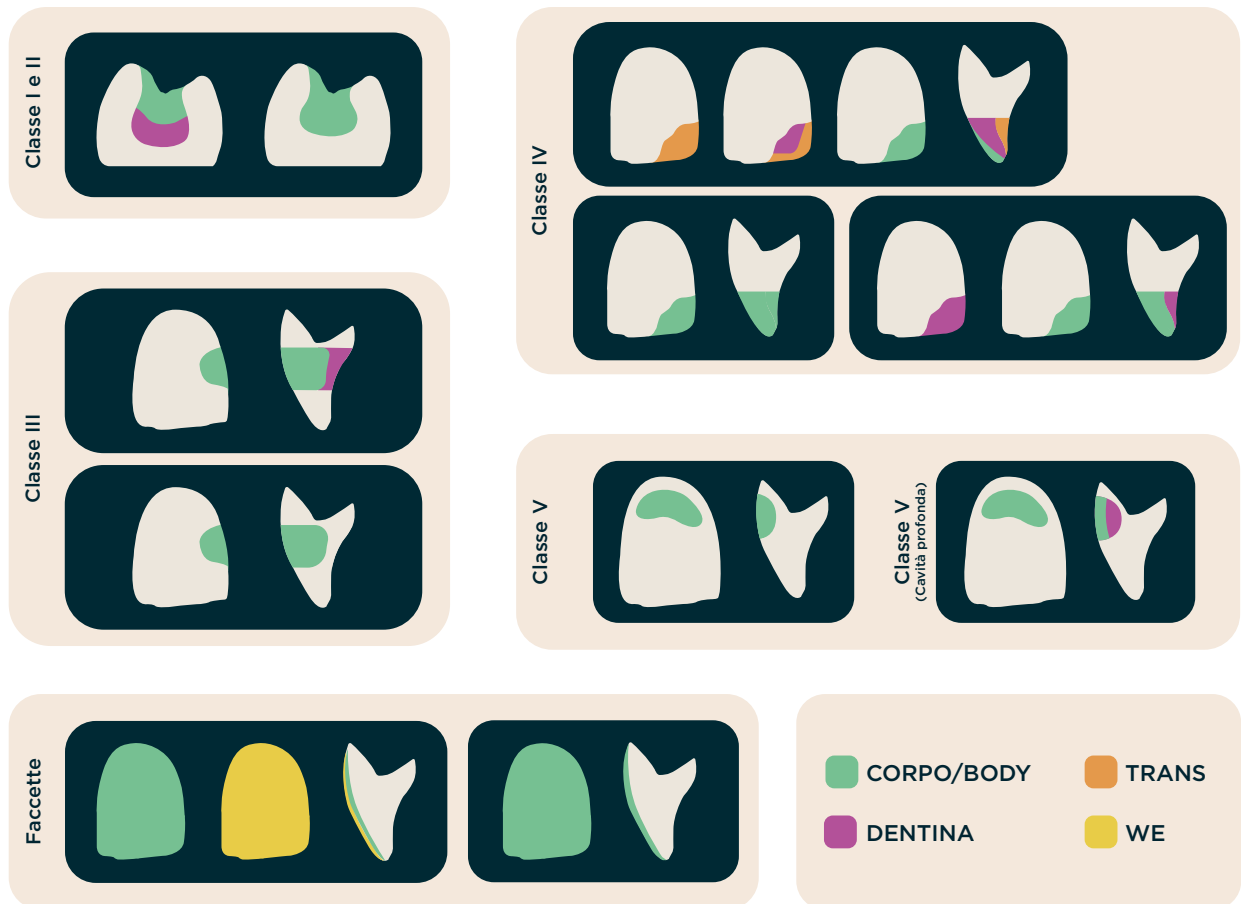 Classe I e II
Classe III
Classe IV
Classe V
Classe V
(Cavità profonda)
Faccette
CORPO/BODY
TRANS
DENTINA
WE